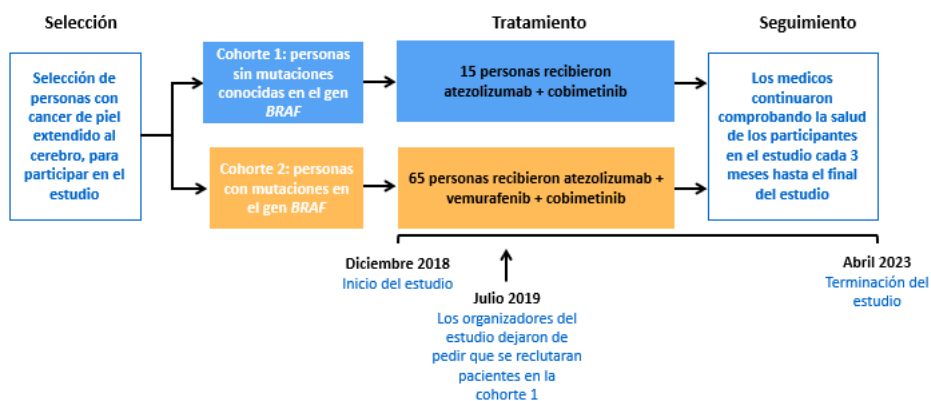 Selección
Tratamiento
Seguimiento
Selección de
personas con
cancer de piel
extendido al
cerebro, para
participar en el
estudio
Cohorte 1: personas
sin mutaciones
conocidas en el gen
BRAF
15 personas recibieron
atezolizumab + cobimetinib
Los medicos
continuaron
comprobando la salud
de los participantes
en el estudio cada 3
meses hasta el final
del estudio
Cohorte 2: personas
con mutaciones en
el gen BRAF
65 personas recibieron atezolizumab +
vemurafenib + cobimetinib
Diciembre 2018
Inicio del estudio
Julio 2019
Los organizadores del
estudio dejaron de
pedir que se reclutaran
pacientes en la
cohorte 1
Abril 2023
Terminación del
estudio